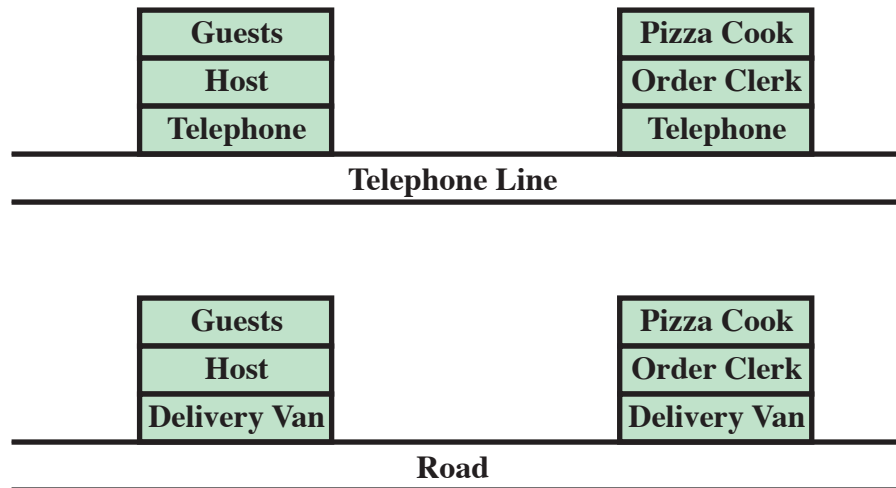 Guests
Pizza Cook
Host
Order Clerk
Telephone
Telephone
Telephone Line
Guests
Pizza Cook
Host
Order Clerk
Delivery Van
Delivery Van
Road